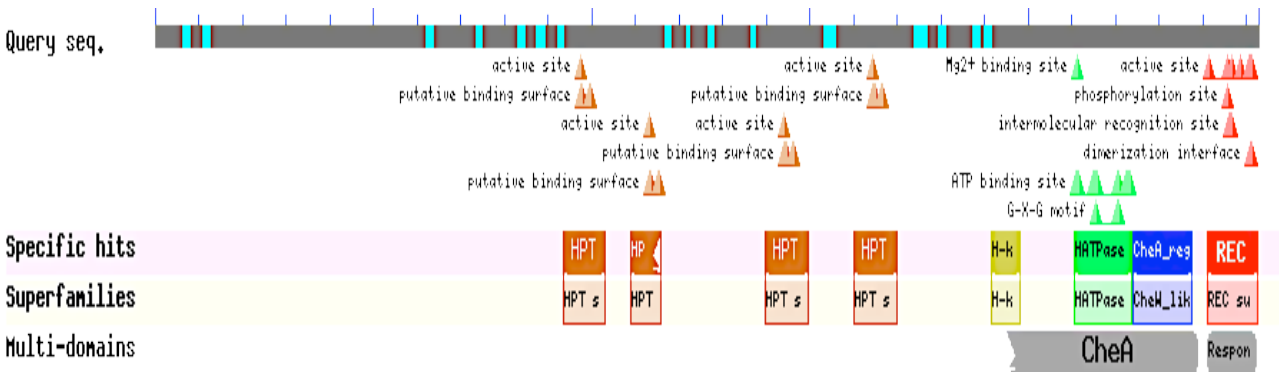 Query seq.
active site active site Mg2+ binding site active site
putative binding surface putative binding surface phosphorylation site
active site active site intermolecular recognition site
putative binding surface dimerization interface
putative binding surface ATP binding site
G-X-G motif
Specific hits HPT HP HPT HPT H-k HATPase CheA_reg REC
Superfamilies HPT s HPT HPT s HPT s H-k HATPase CheW_lik REC su
Multi-domains CheA Respon